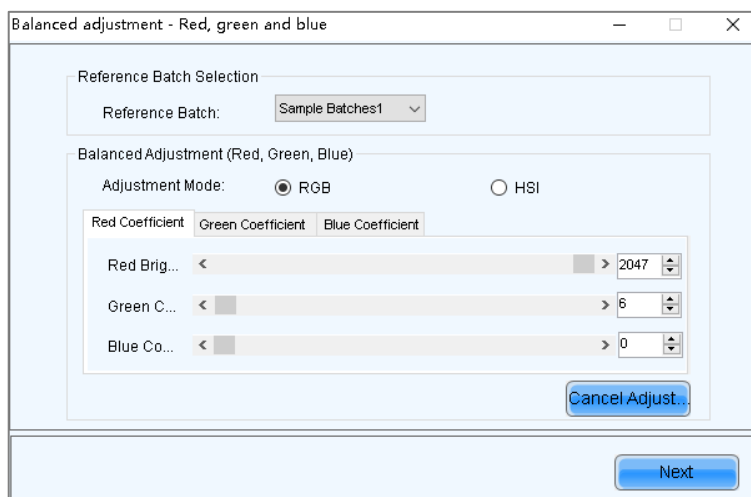 Balanced adjustment - Red, green and blue
Reference Batch Selection
Reference Batch: Sample Batches1
Balanced Adjustment (Red, Green, Blue)
Adjustment Mode: RGB HSI
Red Coefficient Green Coefficient Blue Coefficient
Red Brig... 2047
Green C... 6
Blue Co... 0
Cancel Adjust...
Next